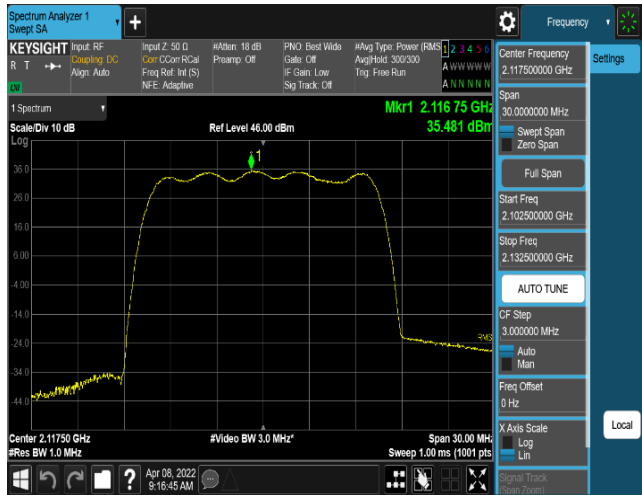 Spectrum Analyzer 1
Swept SA
Frequency
KEYSIGHT Input: RF
R T
Coupling: DC
Align: Auto
Input Z: 50 Ω
Corr CCorr RCal
Freq Ref: Int (S)
NFE: Adaptive
#Atten: 18 dB
Preamp: Off
PNO: Best Wide
Gate: Off
IF Gain: Low
Sig Track: Off
#Avg Type: Power (RMS
Avg|Hold: 300/300
Trig: Free Run
1 2 3 4 5 6
A W W W W W
A N N N N N
Center Frequency
2.117500000 GHz
Settings
Span
30.0000000 MHz
Swept Span
Zero Span
Full Span
Start Freq
2.102500000 GHz
Stop Freq
2.132500000 GHz
AUTO TUNE
CF Step
3.000000 MHz
Auto
Man
Freq Offset
0 Hz
X Axis Scale
Log
Lin
Local
Signal Track
(Span Zoom)
1 Spectrum
Scale/Div 10 dB
Ref Level 46.00 dBm
Mkr1 2.116 75 GHz
35.481 dBm
Log
1
36.0
26.0
16.0
6.00
-4.00
-14.0
-24.0
RMS
-34.0
-44.0
Center 2.11750 GHz
#Video BW 3.0 MHz*
Span 30.00 MHz
#Res BW 1.0 MHz
Sweep 1.00 ms (1001 pts
?
Apr 08, 2022
9:16:45 AM